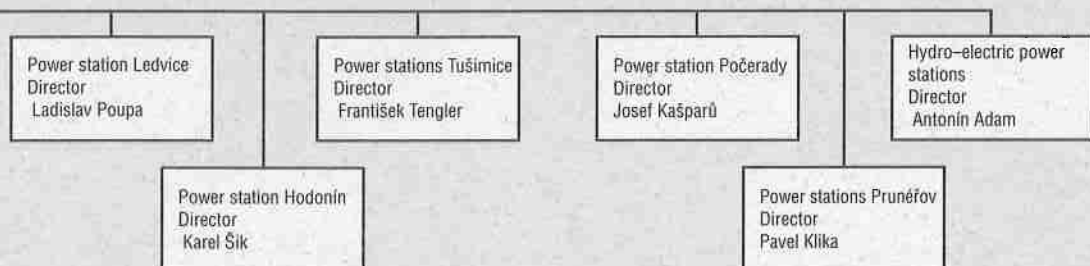 Power station Ledvice
Director
Ladislav Poupa
Power stations Tušimice
Director
František Tengler
Power station Počerady
Director
Josef Kašparů
Hydro–electric power
stations
Director
Antonín Adam
Power station Hodonín
Director
Karel Šik
Power stations Prunéřov
Director
Pavel Klika